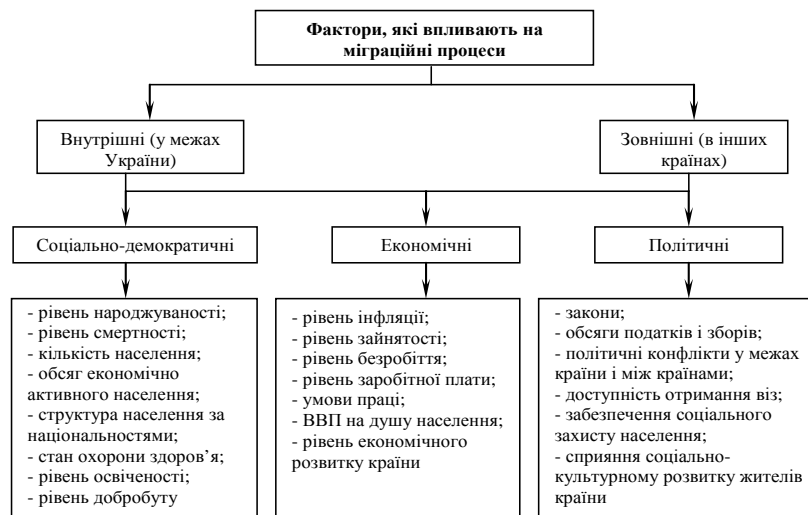 Фактори, які впливають на
міграційні процеси
Внутрішні (у межах
України)
Зовнішні (в інших
країнах)
Соціально-демократичні
Економічні
Політичні
- рівень народжуваності;
- рівень смертності;
- кількість населення;
- обсяг економічно
активного населення;
- структура населення за
національностями;
- стан охорони здоров’я;
- рівень освіченості;
- рівень добробуту
- рівень інфляції;
- рівень зайнятості;
- рівень безробіття;
- рівень заробітної плати;
- умови праці;
- ВВП на душу населення;
- рівень економічного
розвитку країни
- закони;
- обсяги податків і зборів;
- політичні конфлікти у межах
країни і між країнами;
- доступність отримання віз;
- забезпечення соціального
захисту населення;
- сприяння соціально-
культурному розвитку жителів
країни